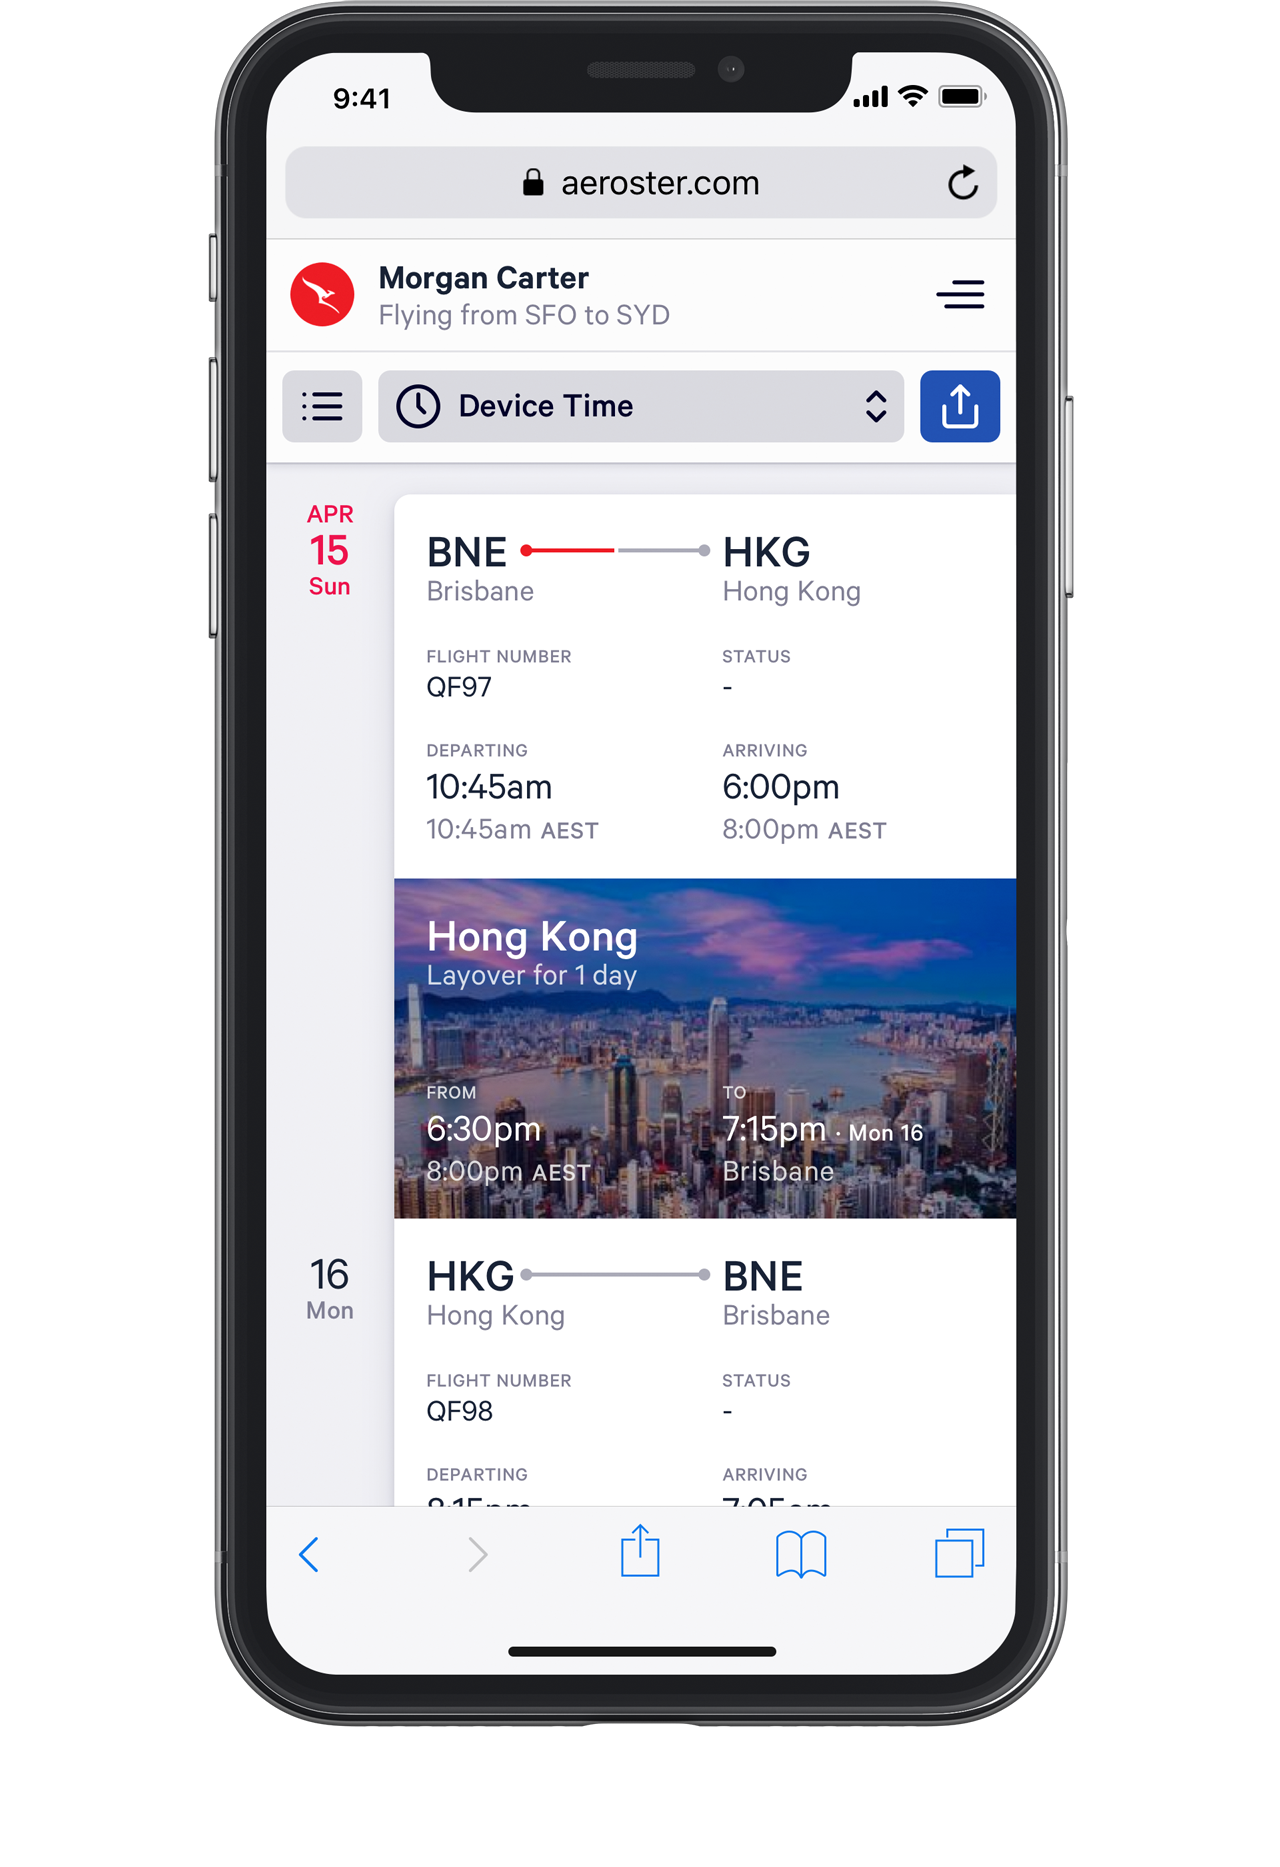 9:41
aeroster.com
Morgan Carter
Flying from SFO to SYD
Device Time
APR
15
Sun
BNE HKG
Brisbane Hong Kong
FLIGHT NUMBER STATUS
QF97 -
DEPARTING ARRIVING
10:45am 6:00pm
10:45am AEST 8:00pm AEST
Hong Kong
Layover for 1 day
FROM TO
6:30pm 7:15pm · Mon 16
8:00pm AEST Brisbane
16
Mon
HKG BNE
Hong Kong Brisbane
FLIGHT NUMBER STATUS
QF98 -
DEPARTING ARRIVING